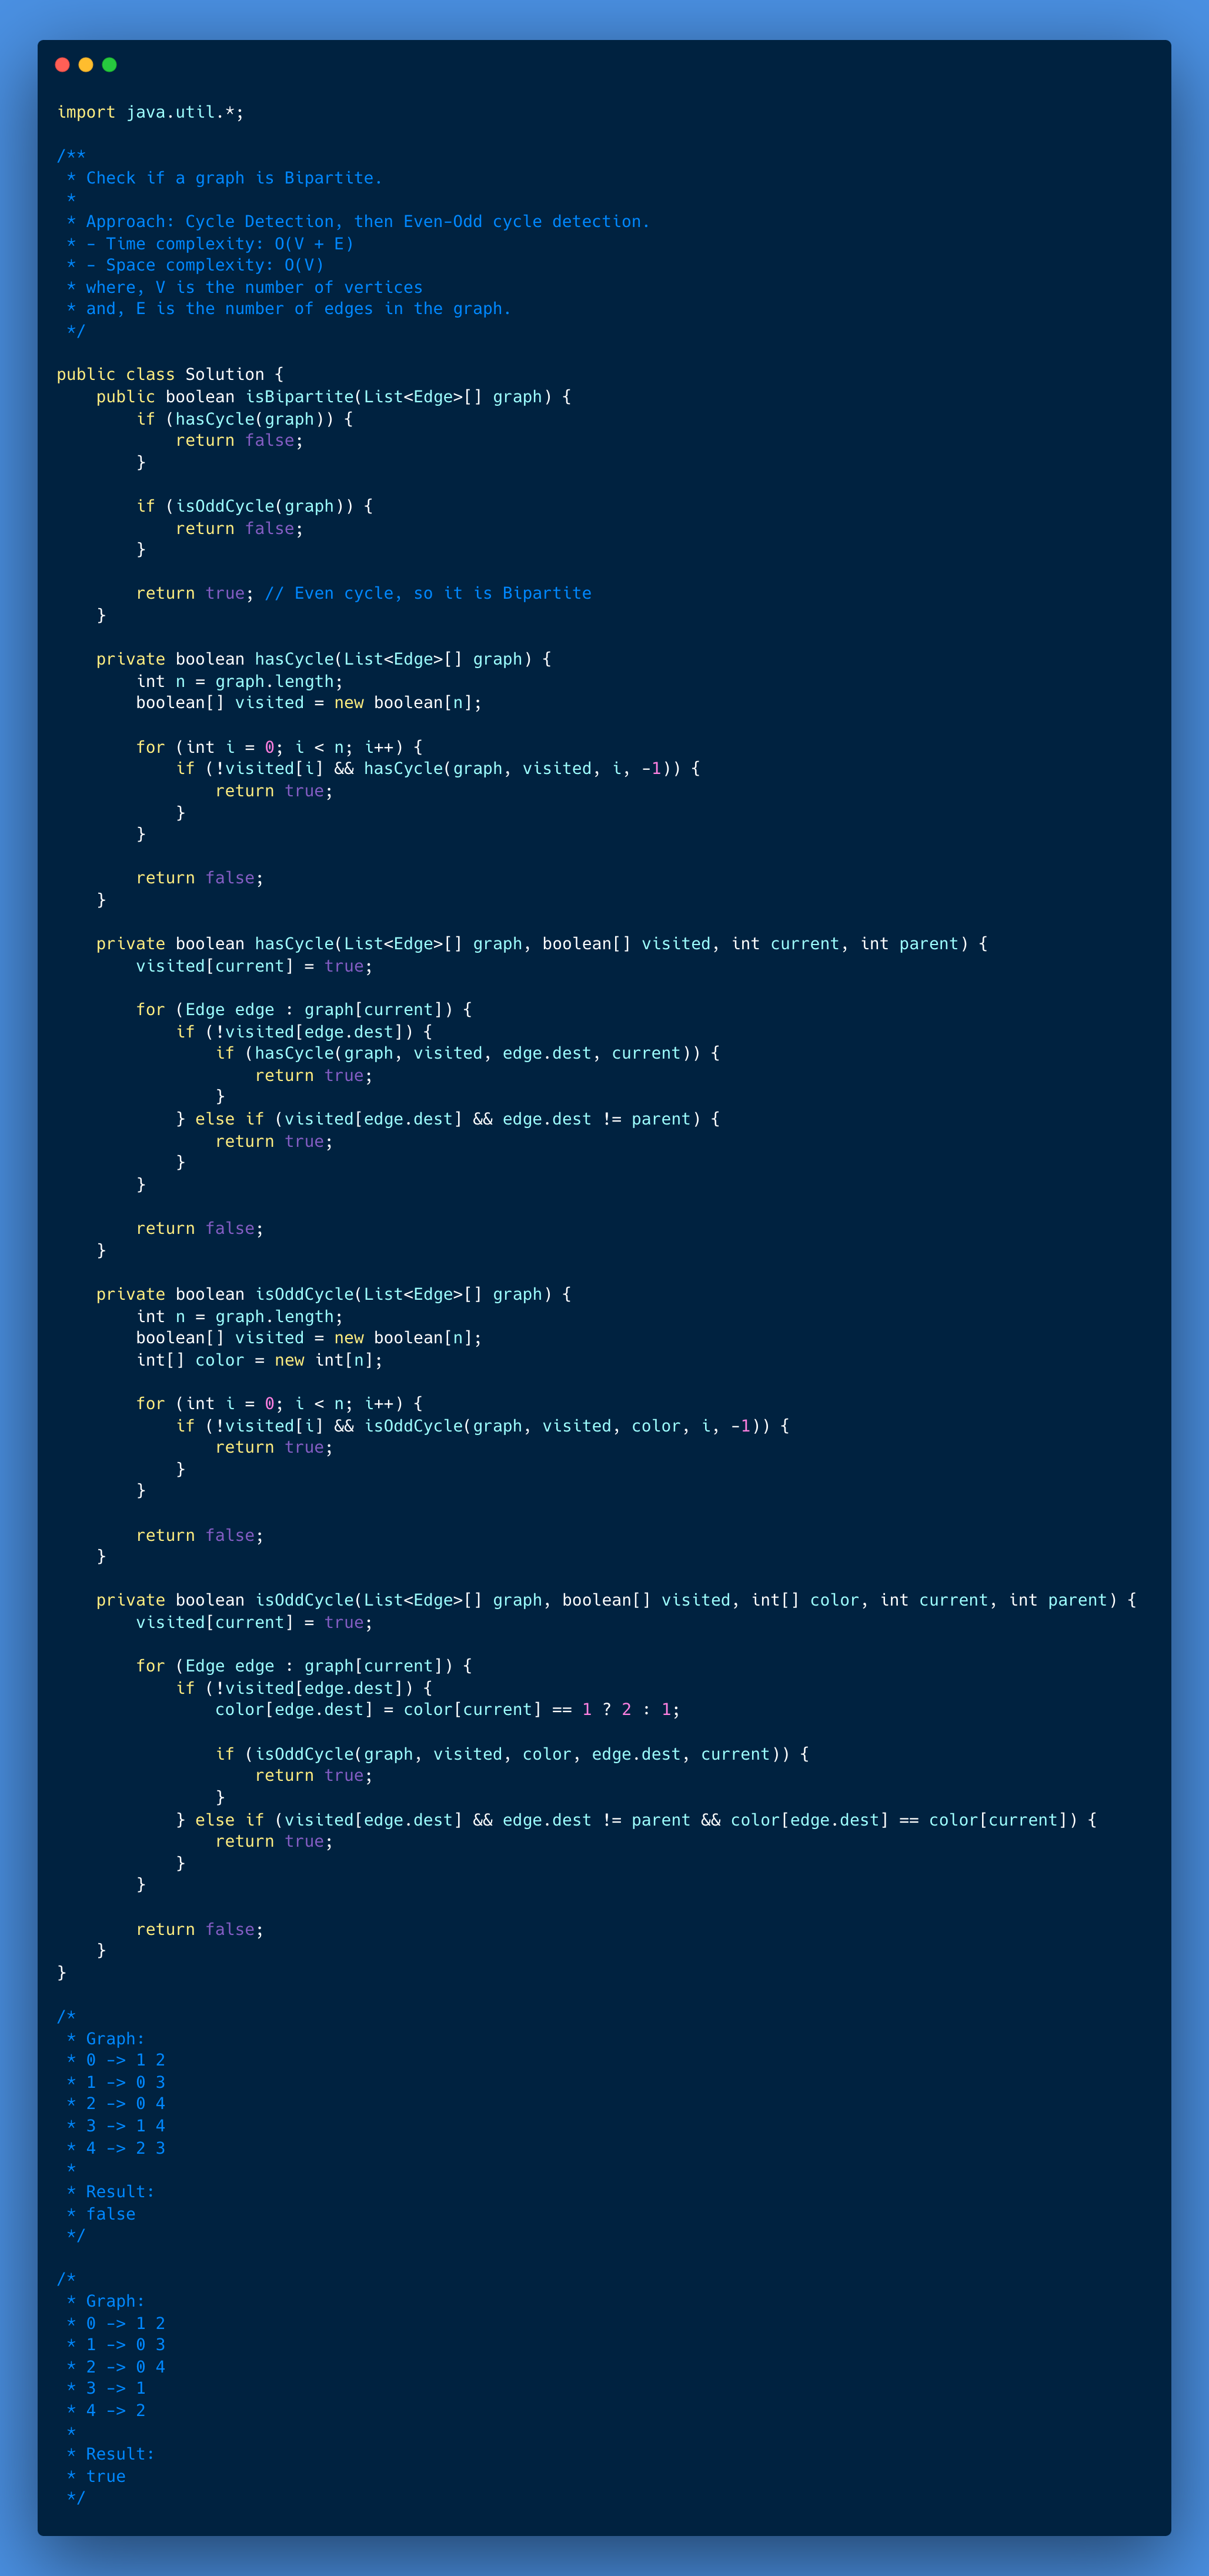 import java.util.*;

/**
 * Check if a graph is Bipartite.
 *
 * Approach: Cycle Detection, then Even-Odd cycle detection.
 * - Time complexity: O(V + E)
 * - Space complexity: O(V)
 * where, V is the number of vertices
 * and, E is the number of edges in the graph.
 */

public class Solution {
    public boolean isBipartite(List<Edge>[] graph) {
        if (hasCycle(graph)) {
            return false;
        }

        if (isOddCycle(graph)) {
            return false;
        }

        return true; // Even cycle, so it is Bipartite
    }

    private boolean hasCycle(List<Edge>[] graph) {
        int n = graph.length;
        boolean[] visited = new boolean[n];

        for (int i = 0; i < n; i++) {
            if (!visited[i] && hasCycle(graph, visited, i, -1)) {
                return true;
            }
        }

        return false;
    }

    private boolean hasCycle(List<Edge>[] graph, boolean[] visited, int current, int parent) {
        visited[current] = true;

        for (Edge edge : graph[current]) {
            if (!visited[edge.dest]) {
                if (hasCycle(graph, visited, edge.dest, current)) {
                    return true;
                }
            } else if (visited[edge.dest] && edge.dest != parent) {
                return true;
            }
        }

        return false;
    }

    private boolean isOddCycle(List<Edge>[] graph) {
        int n = graph.length;
        boolean[] visited = new boolean[n];
        int[] color = new int[n];

        for (int i = 0; i < n; i++) {
            if (!visited[i] && isOddCycle(graph, visited, color, i, -1)) {
                return true;
            }
        }

        return false;
    }

    private boolean isOddCycle(List<Edge>[] graph, boolean[] visited, int[] color, int current, int parent) {
        visited[current] = true;

        for (Edge edge : graph[current]) {
            if (!visited[edge.dest]) {
                color[edge.dest] = color[current] == 1 ? 2 : 1;

                if (isOddCycle(graph, visited, color, edge.dest, current)) {
                    return true;
                }
            } else if (visited[edge.dest] && edge.dest != parent && color[edge.dest] == color[current]) {
                return true;
            }
        }

        return false;
    }
}

/*
 * Graph:
 * 0 -> 1 2
 * 1 -> 0 3
 * 2 -> 0 4
 * 3 -> 1 4
 * 4 -> 2 3
 *
 * Result:
 * false
 */

/*
 * Graph:
 * 0 -> 1 2
 * 1 -> 0 3
 * 2 -> 0 4
 * 3 -> 1
 * 4 -> 2
 *
 * Result:
 * true
 */